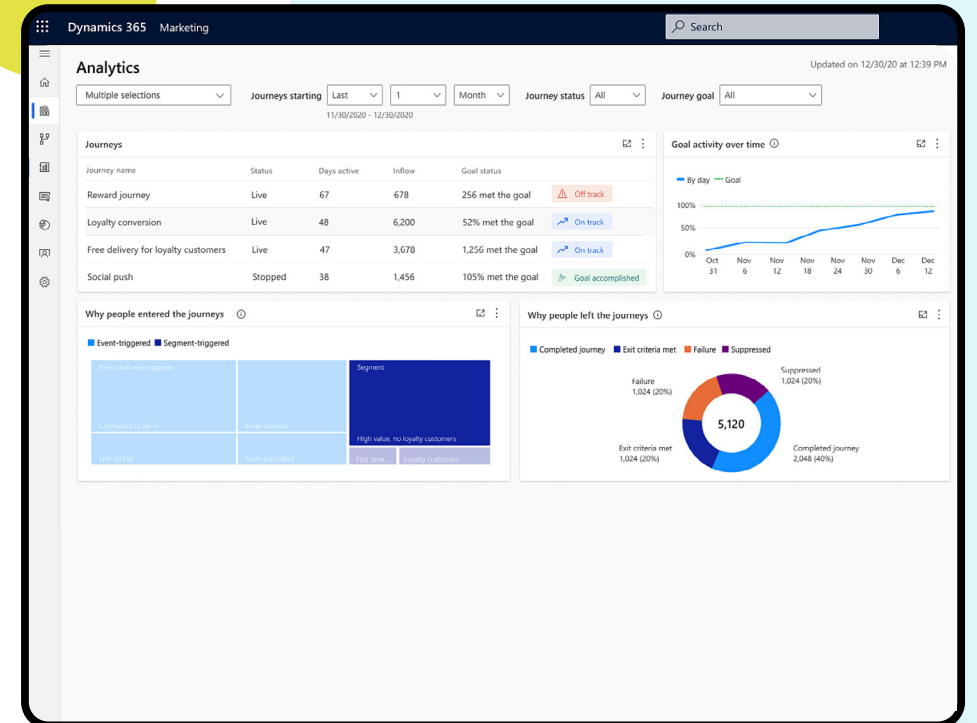 Dynamics 365 Marketing
Search
Analytics
Updated on 12/30/20 at 12:39 PM
Multiple selections
Journeys starting Last 1 Month Journey status All Journey goal All
11/30/2020 - 12/30/2020
Journeys
Journey name Status Days active Inflow Goal status
Reward journey Live 67 678 256 met the goal Off track
Loyalty conversion Live 48 6,200 52% met the goal On track
Free delivery for loyalty customers Live 47 3,678 1,256 met the goal On track
Social push Stopped 38 1,456 105% met the goal Goal accomplished
Goal activity over time
By day Goal
100%
50%
0%
Oct 31 Nov 6 Nov 12 Nov 18 Nov 24 Nov 30 Dec 6 Dec 12
Why people entered the journeys
Event-triggered Segment-triggered
Event that was triggered
Segment
Connected to Wi-Fi
Email opened
High value, no loyalty customers
Link clicked
Form submitted
First time...
Loyalty customers
Why people left the journeys
Completed journey Exit criteria met Failure Suppressed
Suppressed
1,024 (20%)
Failure
1,024 (20%)
5,120
Exit criteria met
1,024 (20%)
Completed journey
2,048 (40%)